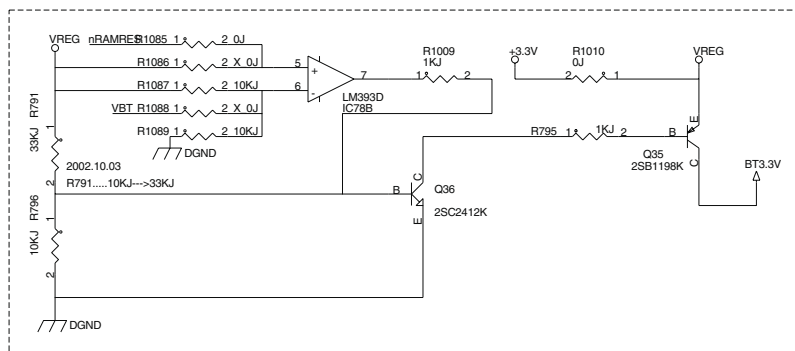 VREG
nRAMRES R1085 1 2 0J
R1086 1 2 X_0J
R1087 1 2 10KJ
VBT R1088 1 2 X_0J
R1089 1 2 10KJ
DGND
5
+
6
-
7
LM393D
IC78B
R1009
1KJ
1 2
+3.3V
R1010
0J
2 1
VREG
R791
1
33KJ
2
2002.10.03
R791.....10KJ--->33KJ
R796
1
10KJ
2
DGND
B
C
E
Q36
2SC2412K
R795 1 1KJ 2
B
E
C
Q35
2SB1198K
BT3.3V